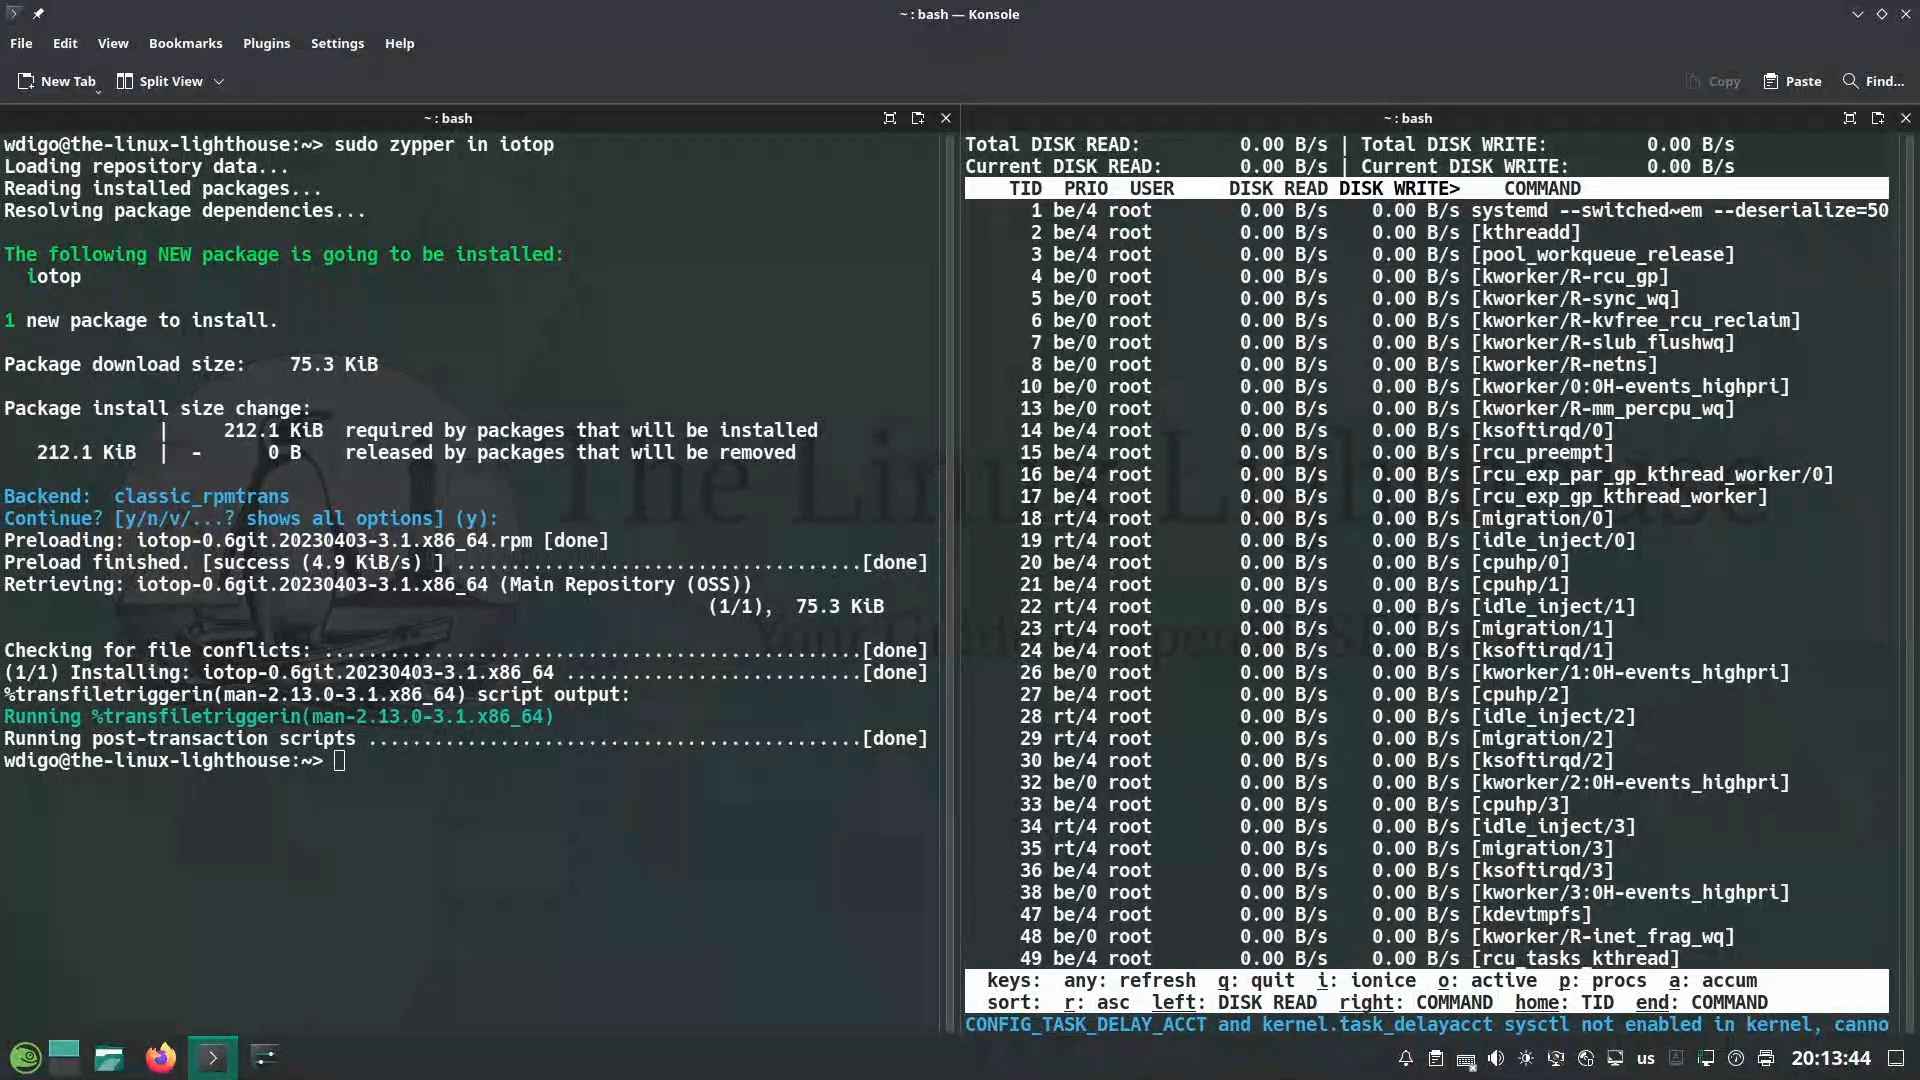 ~ : bash — Konsole
File Edit View Bookmarks Plugins Settings Help
New Tab Split View Copy Paste Find...
~ : bash
wdigo@the-linux-lighthouse:~> sudo zypper in iotop
Loading repository data...
Reading installed packages...
Resolving package dependencies...
The following NEW package is going to be installed:
iotop
1 new package to install.
Package download size: 75.3 KiB
Package install size change:
| 212.1 KiB required by packages that will be installed
212.1 KiB | - 0 B released by packages that will be removed
Backend: classic_rpmtrans
Continue? [y/n/v/...? shows all options] (y):
Preloading: iotop-0.6git.20230403-3.1.x86_64.rpm [done]
Preload finished. [success (4.9 KiB/s) ] .....................................[done]
Retrieving: iotop-0.6git.20230403-3.1.x86_64 (Main Repository (OSS))
(1/1), 75.3 KiB
Checking for file conflicts: .................................................[done]
(1/1) Installing: iotop-0.6git.20230403-3.1.x86_64 ...........................[done]
%transfiletriggerin(man-2.13.0-3.1.x86_64) script output:
Running %transfiletriggerin(man-2.13.0-3.1.x86_64)
Running post-transaction scripts .............................................[done]
wdigo@the-linux-lighthouse:~>
~ : bash
Total DISK READ: 0.00 B/s | Total DISK WRITE: 0.00 B/s
Current DISK READ: 0.00 B/s | Current DISK WRITE: 0.00 B/s
TID PRIO USER DISK READ DISK WRITE> COMMAND
1 be/4 root 0.00 B/s 0.00 B/s systemd --switched~em --deserialize=50
2 be/4 root 0.00 B/s 0.00 B/s [kthreadd]
3 be/4 root 0.00 B/s 0.00 B/s [pool_workqueue_release]
4 be/0 root 0.00 B/s 0.00 B/s [kworker/R-rcu_gp]
5 be/0 root 0.00 B/s 0.00 B/s [kworker/R-sync_wq]
6 be/0 root 0.00 B/s 0.00 B/s [kworker/R-kvfree_rcu_reclaim]
7 be/0 root 0.00 B/s 0.00 B/s [kworker/R-slub_flushwq]
8 be/0 root 0.00 B/s 0.00 B/s [kworker/R-netns]
10 be/0 root 0.00 B/s 0.00 B/s [kworker/0:0H-events_highpri]
13 be/0 root 0.00 B/s 0.00 B/s [kworker/R-mm_percpu_wq]
14 be/4 root 0.00 B/s 0.00 B/s [ksoftirqd/0]
15 be/4 root 0.00 B/s 0.00 B/s [rcu_preempt]
16 be/4 root 0.00 B/s 0.00 B/s [rcu_exp_par_gp_kthread_worker/0]
17 be/4 root 0.00 B/s 0.00 B/s [rcu_exp_gp_kthread_worker]
18 rt/4 root 0.00 B/s 0.00 B/s [migration/0]
19 rt/4 root 0.00 B/s 0.00 B/s [idle_inject/0]
20 be/4 root 0.00 B/s 0.00 B/s [cpuhp/0]
21 be/4 root 0.00 B/s 0.00 B/s [cpuhp/1]
22 rt/4 root 0.00 B/s 0.00 B/s [idle_inject/1]
23 rt/4 root 0.00 B/s 0.00 B/s [migration/1]
24 be/4 root 0.00 B/s 0.00 B/s [ksoftirqd/1]
26 be/0 root 0.00 B/s 0.00 B/s [kworker/1:0H-events_highpri]
27 be/4 root 0.00 B/s 0.00 B/s [cpuhp/2]
28 rt/4 root 0.00 B/s 0.00 B/s [idle_inject/2]
29 rt/4 root 0.00 B/s 0.00 B/s [migration/2]
30 be/4 root 0.00 B/s 0.00 B/s [ksoftirqd/2]
32 be/0 root 0.00 B/s 0.00 B/s [kworker/2:0H-events_highpri]
33 be/4 root 0.00 B/s 0.00 B/s [cpuhp/3]
34 rt/4 root 0.00 B/s 0.00 B/s [idle_inject/3]
35 rt/4 root 0.00 B/s 0.00 B/s [migration/3]
36 be/4 root 0.00 B/s 0.00 B/s [ksoftirqd/3]
38 be/0 root 0.00 B/s 0.00 B/s [kworker/3:0H-events_highpri]
47 be/4 root 0.00 B/s 0.00 B/s [kdevtmpfs]
48 be/0 root 0.00 B/s 0.00 B/s [kworker/R-inet_frag_wq]
49 be/4 root 0.00 B/s 0.00 B/s [rcu_tasks_kthread]
keys: any: refresh q: quit i: ionice o: active p: procs a: accum
sort: r: asc left: DISK READ right: COMMAND home: TID end: COMMAND
CONFIG_TASK_DELAY_ACCT and kernel.task_delayacct sysctl not enabled in kernel, canno
us 20:13:44